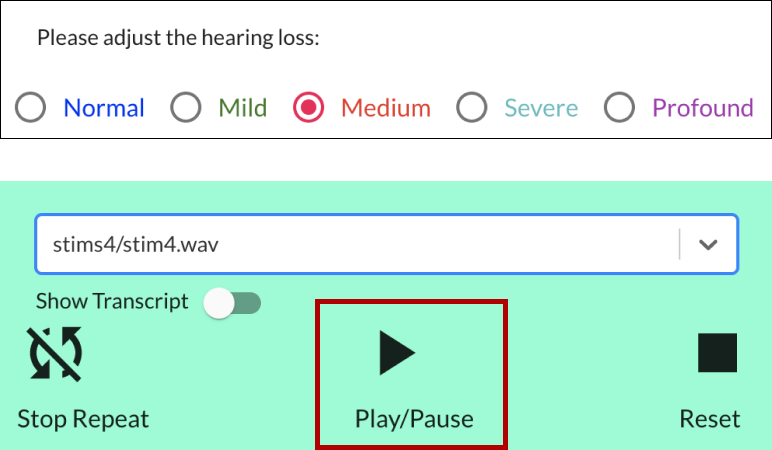 Please adjust the hearing loss:
Normal Mild Medium Severe Profound
stims4/stim4.wav
Show Transcript
Stop Repeat Play/Pause Reset